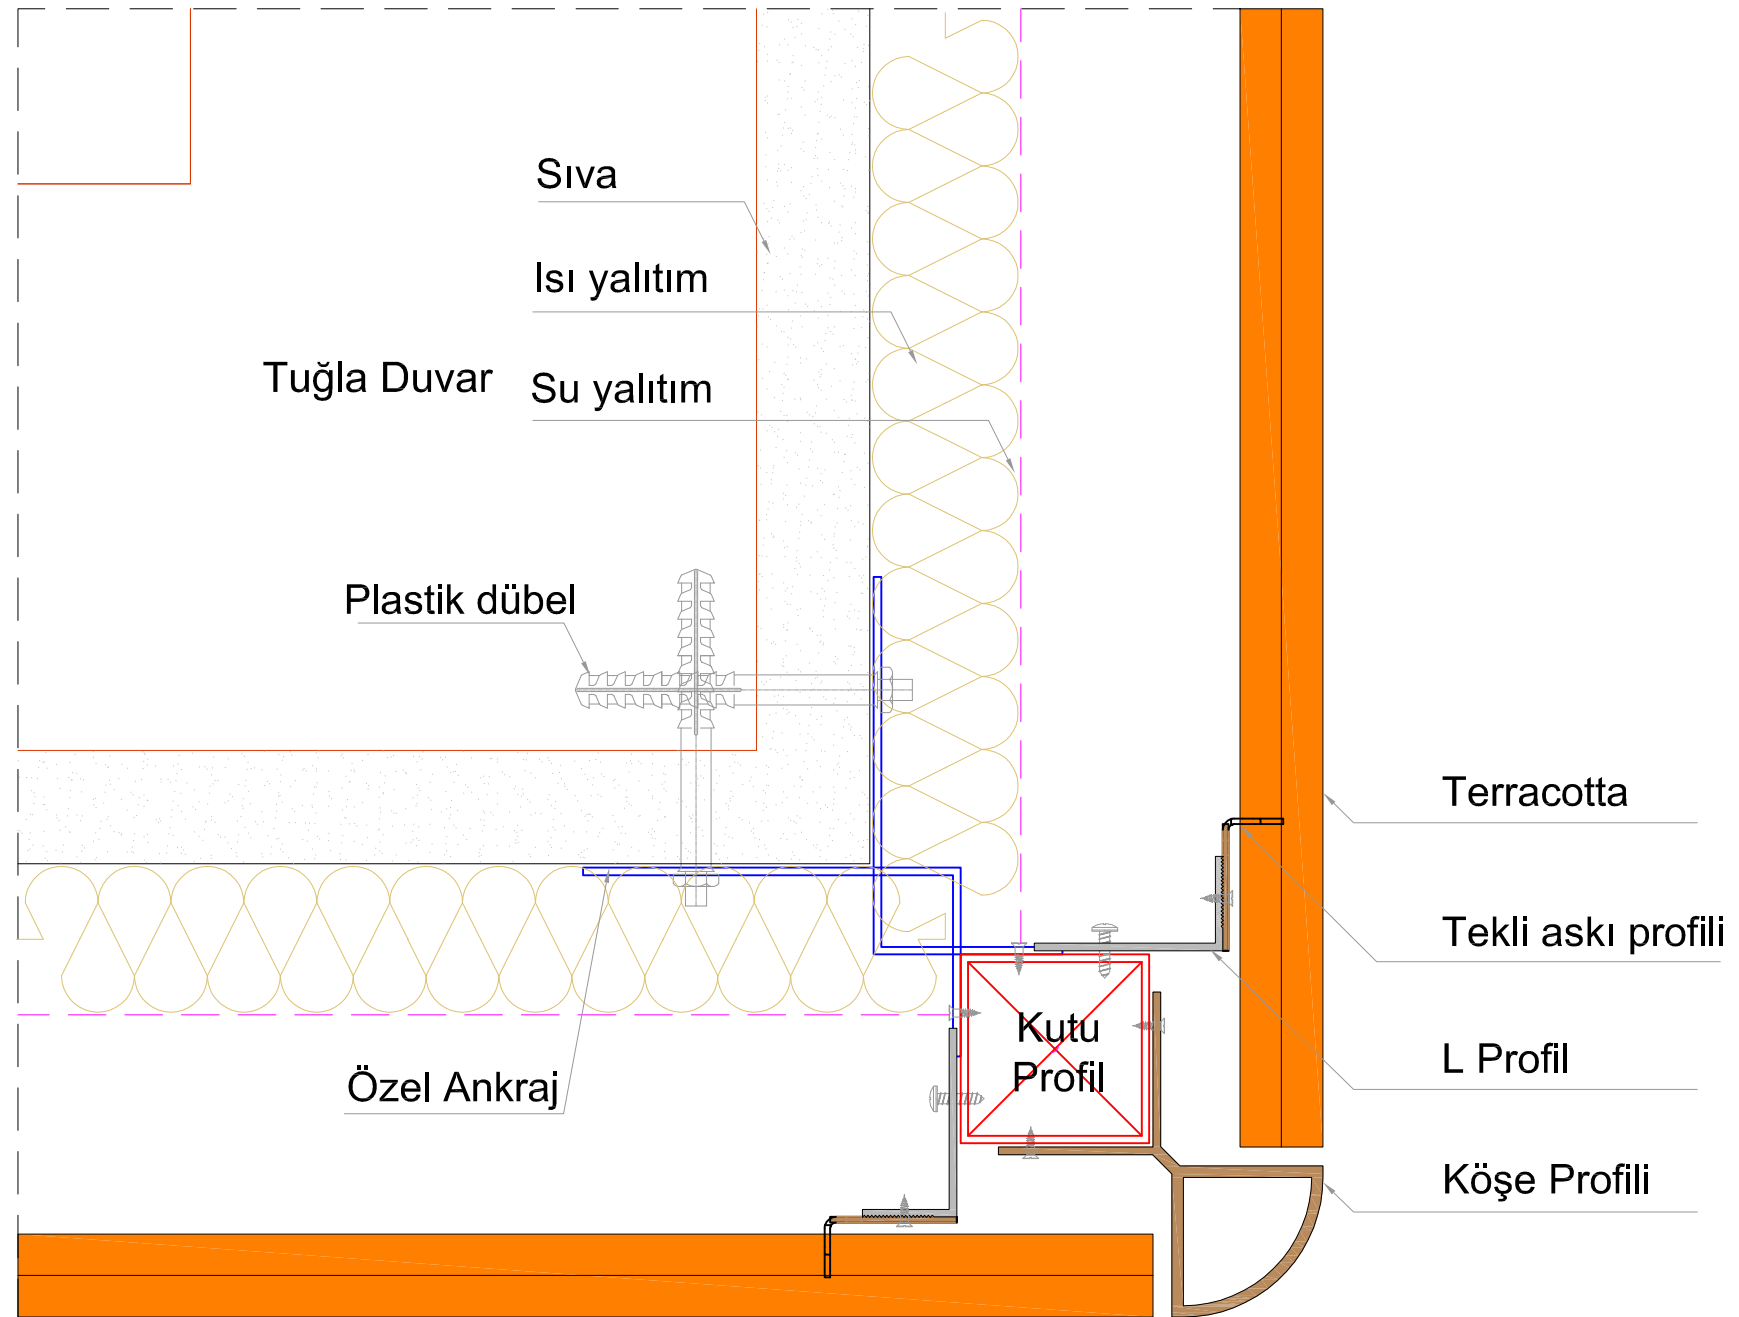 Sıva
Isı yalıtım
Tuğla Duvar
Su yalıtım
Plastik dübel
Terracotta
Tekli askı profili
Kutu
Profil
L Profil
Özel Ankraj
Köşe Profili